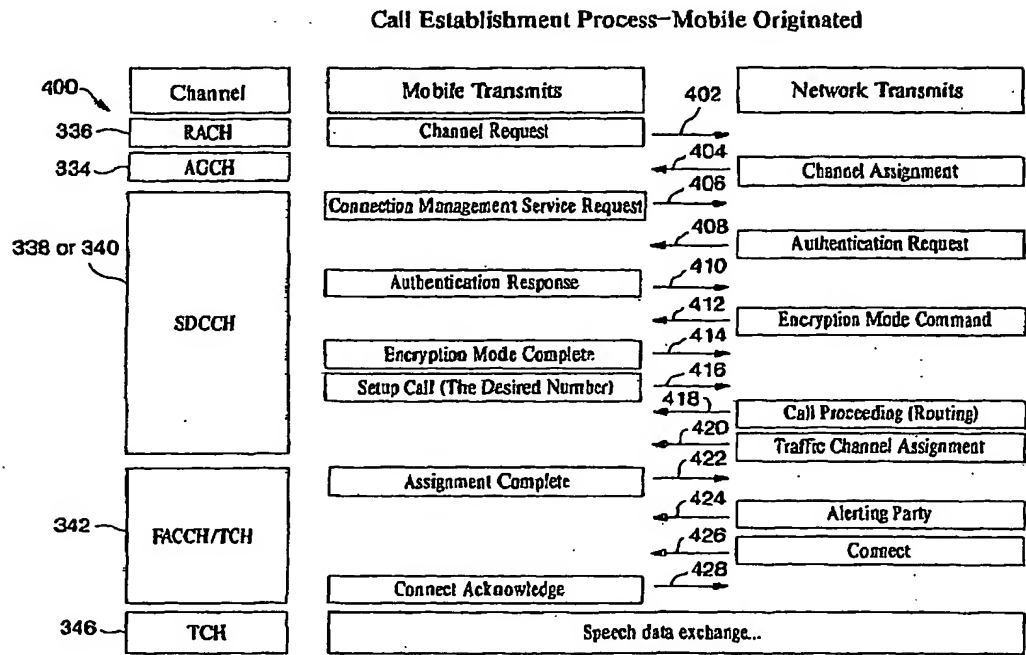 Call Establishment Process-Mobile Originated
400
Channel
Mobile Transmits
Network Transmits
336
RACH
Channel Request
402
334
AGCH
404
Channel Assignment
Connection Management Service Request
406
338 or 340
SDCCH
408
Authentication Request
Authentication Response
410
412
Encryption Mode Command
Encryption Mode Complete
414
Setup Call (The Desired Number)
416
418
Call Proceeding (Routing)
420
Traffic Channel Assignment
342
FACCH/TCH
Assignment Complete
422
424
Alerting Party
426
Connect
Connect Acknowledge
428
346
TCH
Speech data exchange...